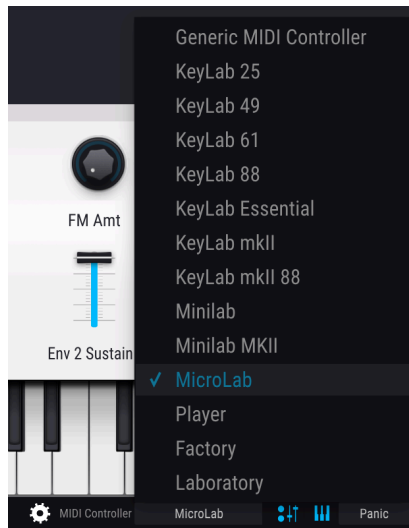 Generic MIDI Controller
KeyLab 25
KeyLab 49
KeyLab 61
KeyLab 88
KeyLab Essential
KeyLab mkII
KeyLab mkII 88
Minilab
Minilab MKII
MicroLab
Player
Factory
Laboratory
FM Amt
Env 2 Sustain
MIDI Controller MicroLab Panic